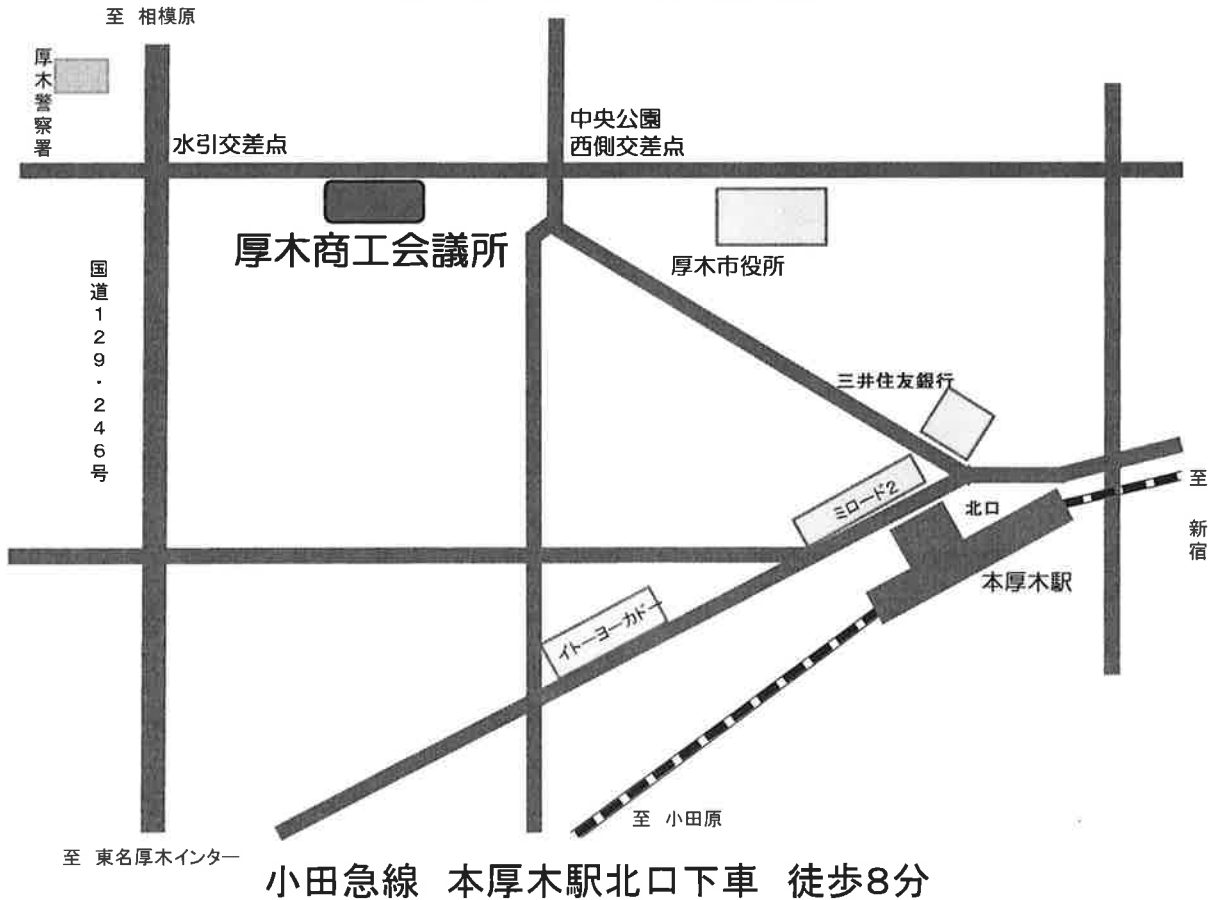 至 相模原
厚木警察署
水引交差点
中央公園
西側交差点
厚木商工会議所
厚木市役所
国道129・246号
三井住友銀行
ミロード2
北口
至 新宿
本厚木駅
イトーヨーカドー
至 小田原
至 東名厚木インター
小田急線 本厚木駅北口下車 徒歩8分